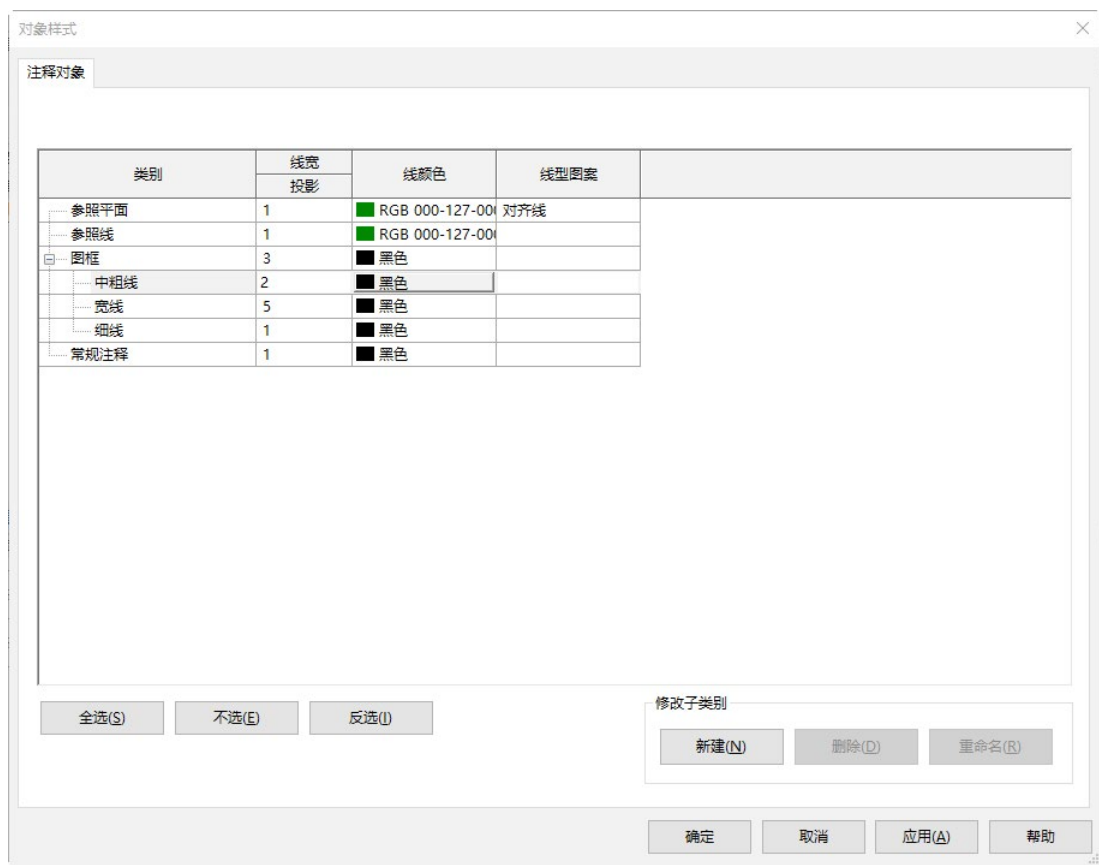 对象样式
注释对象
类别 线宽 线颜色 线型图案
投影
参照平面 1 RGB 000-127-00 对齐线
参照线 1 RGB 000-127-00
图框 3 黑色
中粗线 2 黑色
宽线 5 黑色
细线 1 黑色
常规注释 1 黑色
全选(S) 不选(E) 反选(I) 修改子类别
新建(N) 删除(D) 重命名(R)
确定 取消 应用(A) 帮助